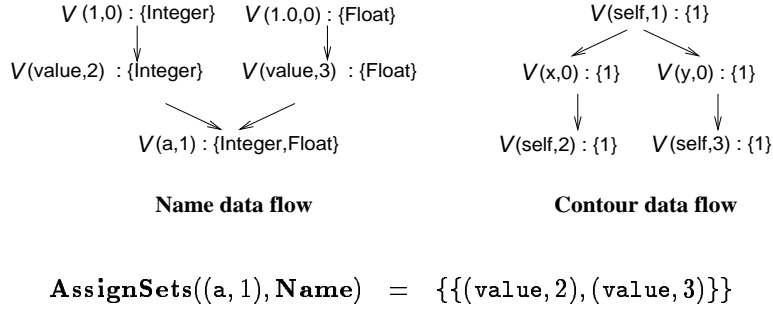 V(1,0) : {Integer} V(1.0,0) : {Float} V(self,1) : {1}
V(value,2) : {Integer} V(value,3) : {Float} V(x,0) : {1} V(y,0) : {1}
V(a,1) : {Integer,Float} V(self,2) : {1} V(self,3) : {1}
Name data flow Contour data flow
AssignSets((a, 1), Name) = {{(value, 2), (value, 3)}}